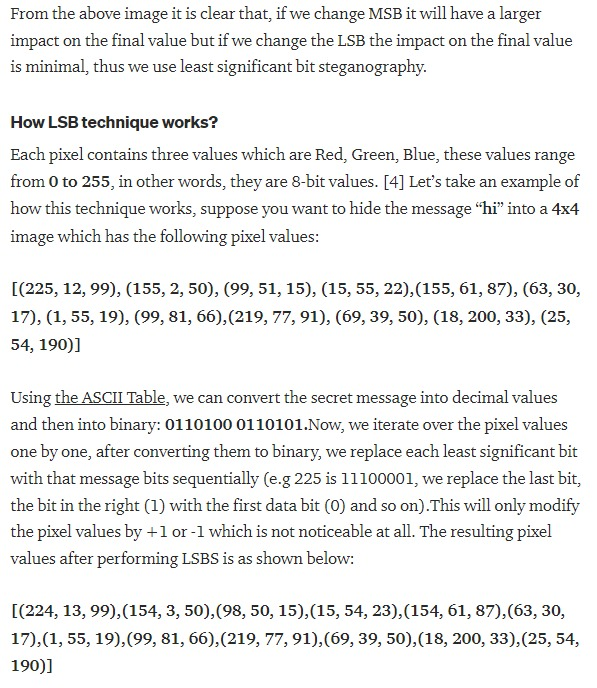 From the above image it is clear that, if we change MSB it will have a larger
impact on the final value but if we change the LSB the impact on the final value
is minimal, thus we use least significant bit steganography.
How LSB technique works?
Each pixel contains three values which are Red, Green, Blue, these values range
from 0 to 255, in other words, they are 8-bit values. [4] Let’s take an example of
how this technique works, suppose you want to hide the message “hi” into a 4x4
image which has the following pixel values:
[(225, 12, 99), (155, 2, 50), (99, 51, 15), (15, 55, 22),(155, 61, 87), (63, 30,
17), (1, 55, 19), (99, 81, 66),(219, 77, 91), (69, 39, 50), (18, 200, 33), (25,
54, 190)]
Using the ASCII Table, we can convert the secret message into decimal values
and then into binary: 0110100 0110101.Now, we iterate over the pixel values
one by one, after converting them to binary, we replace each least significant bit
with that message bits sequentially (e.g 225 is 11100001, we replace the last bit,
the bit in the right (1) with the first data bit (0) and so on).This will only modify
the pixel values by +1 or -1 which is not noticeable at all. The resulting pixel
values after performing LSBS is as shown below:
[(224, 13, 99),(154, 3, 50),(98, 50, 15),(15, 54, 23),(154, 61, 87),(63, 30,
17),(1, 55, 19),(99, 81, 66),(219, 77, 91),(69, 39, 50),(18, 200, 33),(25, 54,
190)]